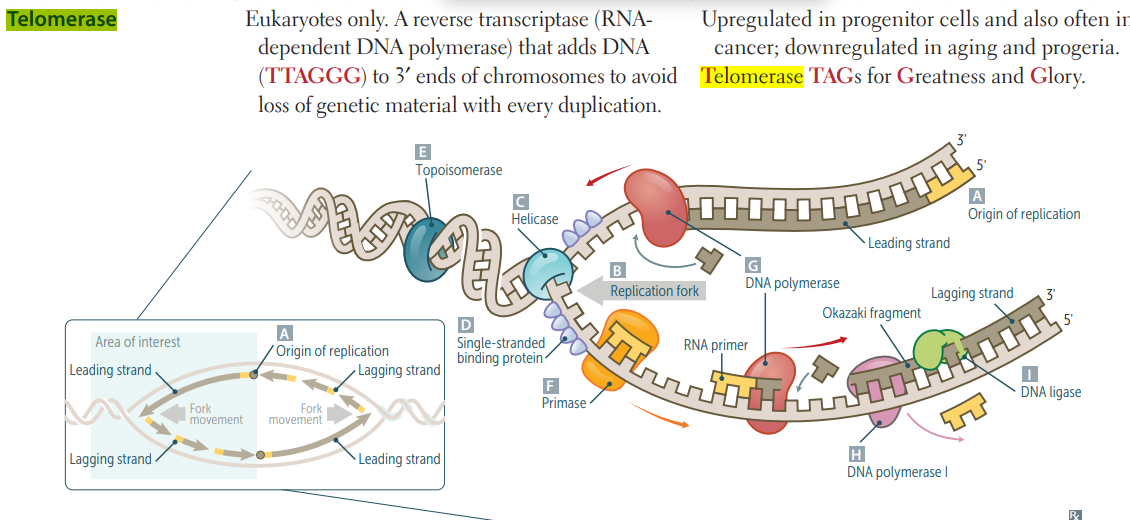 Telomerase
Eukaryotes only. A reverse transcriptase (RNA-
dependent DNA polymerase) that adds DNA
(TTAGGG) to 3′ ends of chromosomes to avoid
loss of genetic material with every duplication.
Upregulated in progenitor cells and also often in
cancer; downregulated in aging and progeria.
Telomerase TAGs for Greatness and Glory.
E
Topoisomerase
C
Helicase
3'
5'
A
Origin of replication
Leading strand
B
Replication fork
G
DNA polymerase
Lagging strand
3'
Okazaki fragment
5'
D
Single-stranded
binding protein
RNA primer
F
Primase
I
DNA ligase
H
DNA polymerase I
Area of interest
A
Origin of replication
Leading strand
Lagging strand
Fork
movement
Fork
movement
Lagging strand
Leading strand
Rx